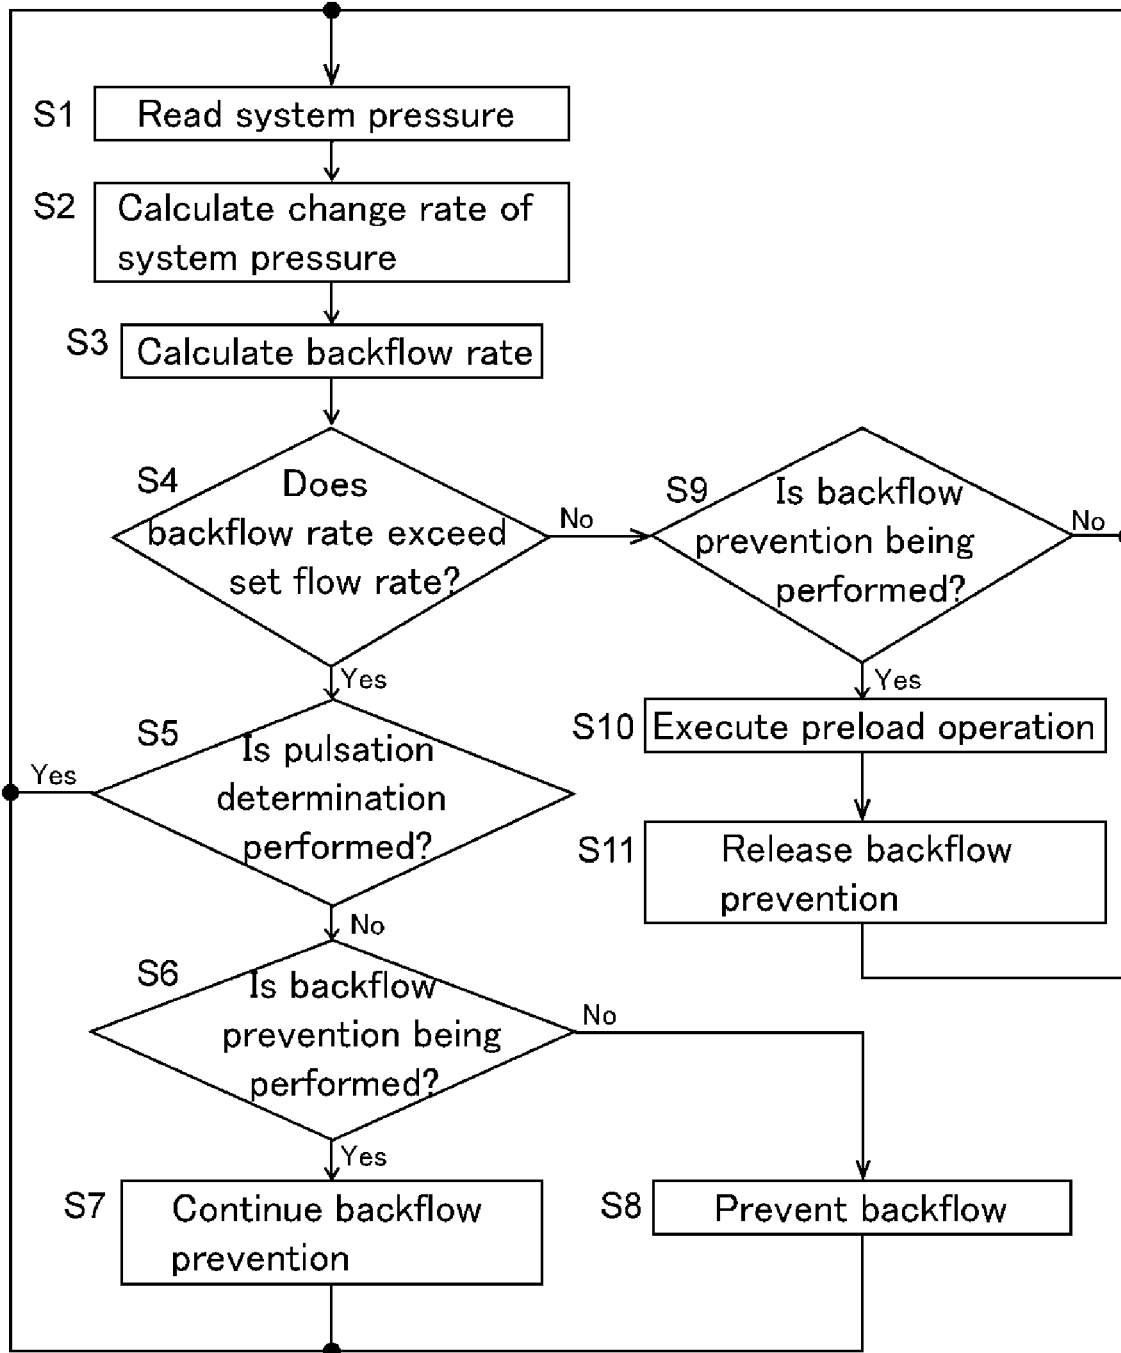 S1
Read system pressure
S2
Calculate change rate of
system pressure
S3
Calculate backflow rate
S4
Does
backflow rate exceed
set flow rate?
No
Yes
S9
Is backflow
prevention being
performed?
No
Yes
S10
Execute preload operation
S11
Release backflow
prevention
S5
Is pulsation
determination
performed?
Yes
No
S6
Is backflow
prevention being
performed?
No
Yes
S7
Continue backflow
prevention
S8
Prevent backflow